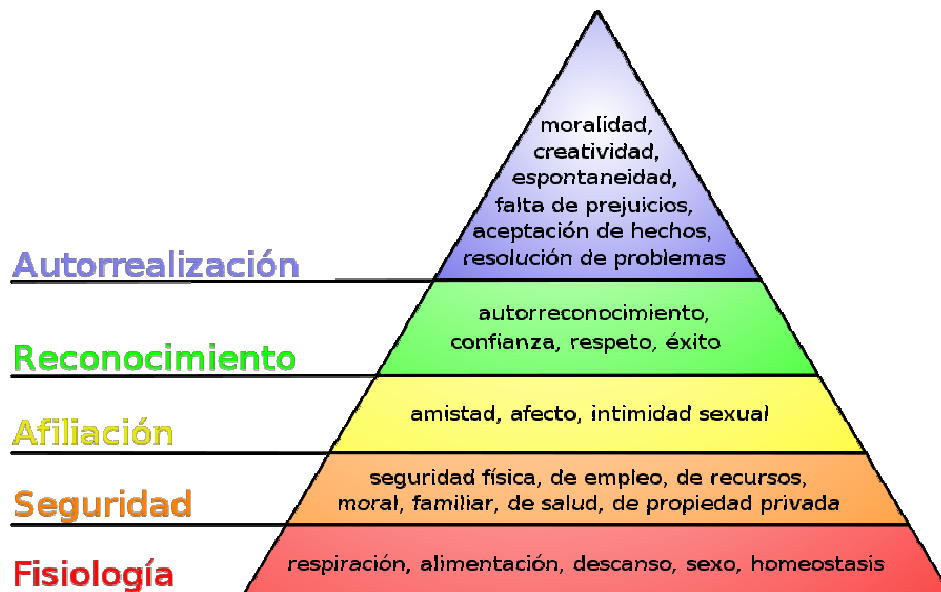 moralidad,
creatividad,
espontaneidad,
falta de prejuicios,
aceptación de hechos,
resolución de problemas
Autorrealización
autorreconocimiento,
confianza, respeto, éxito
Reconocimiento
amistad, afecto, intimidad sexual
Afiliación
seguridad física, de empleo, de recursos,
moral, familiar, de salud, de propiedad privada
Seguridad
respiración, alimentación, descanso, sexo, homeostasis
Fisiología